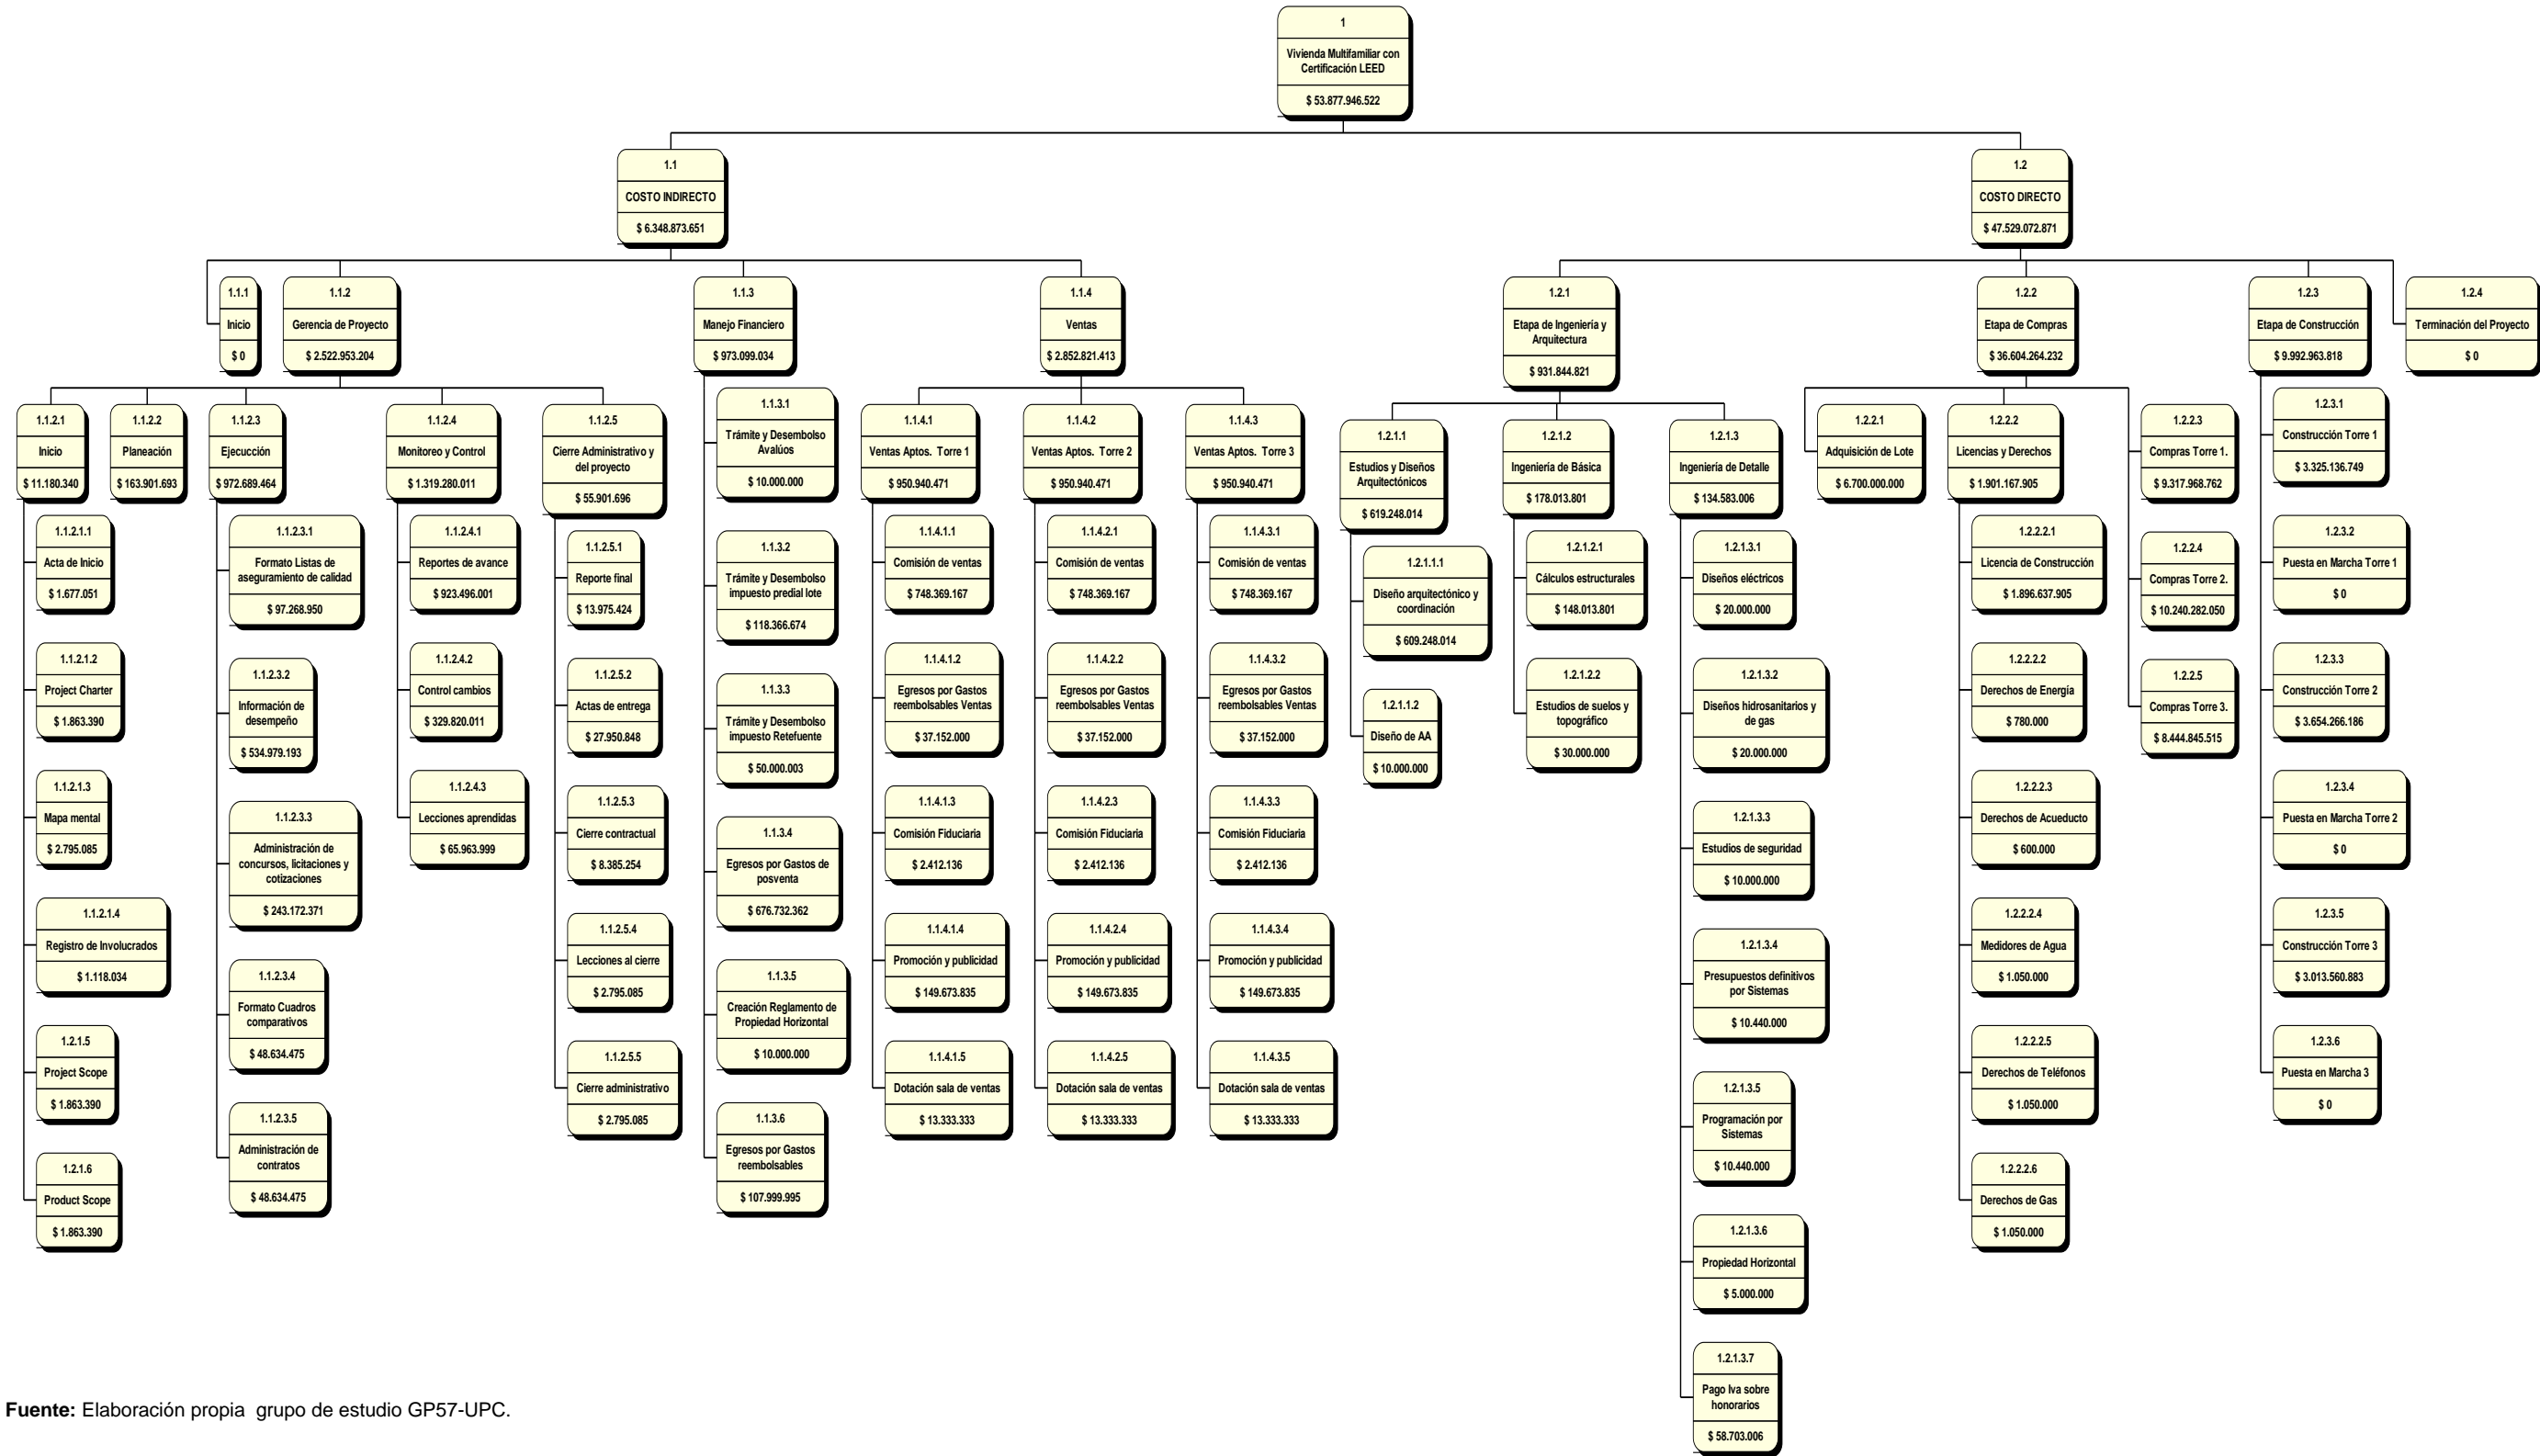 1
Vivienda Multifamiliar con
Certificación LEED
$ 53.877.946.522
1.1
COSTO INDIRECTO
$ 6.348.873.651
1.2
COSTO DIRECTO
$ 47.529.072.871
1.1.1
Inicio
$ 0
1.1.2
Gerencia de Proyecto
$ 2.522.953.204
1.1.3
Manejo Financiero
$ 973.099.034
1.1.4
Ventas
$ 2.852.821.413
1.2.1
Etapa de Ingeniería y
Arquitectura
$ 931.844.821
1.2.2
Etapa de Compras
$ 36.604.264.232
1.2.3
Etapa de Construcción
$ 9.992.963.818
1.2.4
Terminación del Proyecto
$ 0
1.1.2.1
Inicio
$ 11.180.340
1.1.2.1.1
Acta de Inicio
$ 1.677.051
1.1.2.1.2
Project Charter
$ 1.863.390
1.1.2.1.3
Mapa mental
$ 2.795.085
1.1.2.1.4
Registro de Involucrados
$ 1.118.034
1.2.1.5
Project Scope
$ 1.863.390
1.2.1.6
Product Scope
$ 1.863.390
1.1.2.2
Planeación
$ 163.901.693
1.1.2.3
Ejecucción
$ 972.689.464
1.1.2.3.1
Formato Listas de
aseguramiento de calidad
$ 97.268.950
1.1.2.3.2
Información de
desempeño
$ 534.979.193
1.1.2.3.3
Administración de
concursos, licitaciones y
cotizaciones
$ 243.172.371
1.1.2.3.4
Formato Cuadros
comparativos
$ 48.634.475
1.1.2.3.5
Administración de
contratos
$ 48.634.475
1.1.2.4
Monitoreo y Control
$ 1.319.280.011
1.1.2.4.1
Reportes de avance
$ 923.496.001
1.1.2.4.2
Control cambios
$ 329.820.011
1.1.2.4.3
Lecciones aprendidas
$ 65.963.999
1.1.2.5
Cierre Administrativo y
del proyecto
$ 55.901.696
1.1.2.5.1
Reporte final
$ 13.975.424
1.1.2.5.2
Actas de entrega
$ 27.950.848
1.1.2.5.3
Cierre contractual
$ 8.385.254
1.1.2.5.4
Lecciones al cierre
$ 2.795.085
1.1.2.5.5
Cierre administrativo
$ 2.795.085
1.1.3.1
Trámite y Desembolso
Avalúos
$ 10.000.000
1.1.3.2
Trámite y Desembolso
impuesto predial lote
$ 118.366.674
1.1.3.3
Trámite y Desembolso
impuesto Retefuente
$ 50.000.003
1.1.3.4
Egresos por Gastos de
posventa
$ 676.732.362
1.1.3.5
Creación Reglamento de
Propiedad Horizontal
$ 10.000.000
1.1.3.6
Egresos por Gastos
reembolsables
$ 107.999.995
1.1.4.1
Ventas Aptos.  Torre 1
$ 950.940.471
1.1.4.1.1
Comisión de ventas
$ 748.369.167
1.1.4.1.2
Egresos por Gastos
reembolsables Ventas
$ 37.152.000
1.1.4.1.3
Comisión Fiduciaria
$ 2.412.136
1.1.4.1.4
Promoción y publicidad
$ 149.673.835
1.1.4.1.5
Dotación sala de ventas
$ 13.333.333
1.1.4.2
Ventas Aptos.  Torre 2
$ 950.940.471
1.1.4.2.1
Comisión de ventas
$ 748.369.167
1.1.4.2.2
Egresos por Gastos
reembolsables Ventas
$ 37.152.000
1.1.4.2.3
Comisión Fiduciaria
$ 2.412.136
1.1.4.2.4
Promoción y publicidad
$ 149.673.835
1.1.4.2.5
Dotación sala de ventas
$ 13.333.333
1.1.4.3
Ventas Aptos.  Torre 3
$ 950.940.471
1.1.4.3.1
Comisión de ventas
$ 748.369.167
1.1.4.3.2
Egresos por Gastos
reembolsables Ventas
$ 37.152.000
1.1.4.3.3
Comisión Fiduciaria
$ 2.412.136
1.1.4.3.4
Promoción y publicidad
$ 149.673.835
1.1.4.3.5
Dotación sala de ventas
$ 13.333.333
1.2.1.1
Estudios y Diseños
Arquitectónicos
$ 619.248.014
1.2.1.1.1
Diseño arquitectónico y
coordinación
$ 609.248.014
1.2.1.1.2
Diseño de AA
$ 10.000.000
1.2.1.2
Ingeniería de Básica
$ 178.013.801
1.2.1.2.1
Cálculos estructurales
$ 148.013.801
1.2.1.2.2
Estudios de suelos y
topográfico
$ 30.000.000
1.2.1.3
Ingeniería de Detalle
$ 134.583.006
1.2.1.3.1
Diseños eléctricos
$ 20.000.000
1.2.1.3.2
Diseños hidrosanitarios y
de gas
$ 20.000.000
1.2.1.3.3
Estudios de seguridad
$ 10.000.000
1.2.1.3.4
Presupuestos definitivos
por Sistemas
$ 10.440.000
1.2.1.3.5
Programación por
Sistemas
$ 10.440.000
1.2.1.3.6
Propiedad Horizontal
$ 5.000.000
1.2.1.3.7
Pago Iva sobre
honorarios
$ 58.703.006
1.2.2.1
Adquisición de Lote
$ 6.700.000.000
1.2.2.2
Licencias y Derechos
$ 1.901.167.905
1.2.2.2.1
Licencia de Construcción
$ 1.896.637.905
1.2.2.2.2
Derechos de Energía
$ 780.000
1.2.2.2.3
Derechos de Acueducto
$ 600.000
1.2.2.2.4
Medidores de Agua
$ 1.050.000
1.2.2.2.5
Derechos de Teléfonos
$ 1.050.000
1.2.2.2.6
Derechos de Gas
$ 1.050.000
1.2.2.3
Compras Torre 1.
$ 9.317.968.762
1.2.2.4
Compras Torre 2.
$ 10.240.282.050
1.2.2.5
Compras Torre 3.
$ 8.444.845.515
1.2.3.1
Construcción Torre 1
$ 3.325.136.749
1.2.3.2
Puesta en Marcha Torre 1
$ 0
1.2.3.3
Construcción Torre 2
$ 3.654.266.186
1.2.3.4
Puesta en Marcha Torre 2
$ 0
1.2.3.5
Construcción Torre 3
$ 3.013.560.883
1.2.3.6
Puesta en Marcha 3
$ 0
Fuente: Elaboración propia  grupo de estudio GP57-UPC.